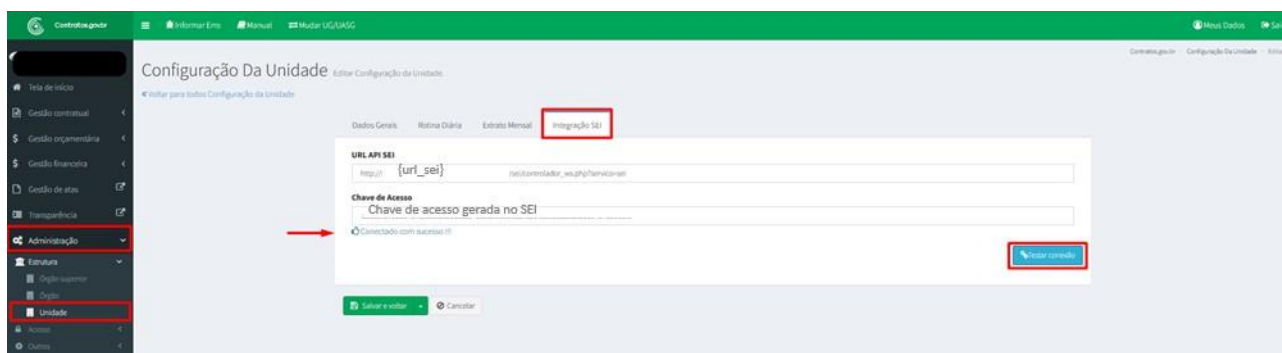 Contratos.gov.br
Informar Erro Manual Mudar UG/UASG
Meus Dados
Contratos.gov.br Configuração Da Unidade
Configuração Da Unidade Editar Configuração da Unidade.
Voltar para todos Configuração da Unidade
Tela de início
Gestão contratual
Gestão orçamentária
Gestão financeira
Gestão de atas
Transparência
Administração
Estrutura
Órgão superior
Órgão
Unidade
Acesso
Outros
Dados Gerais Rotina Diária Extrato Mensal Integração SEI
URL API SEI
http:// {url_sei} /sei/controlador_ws.php?servico=sei
Chave de Acesso
Chave de acesso gerada no SEI
Conectado com sucesso !!!
Testar conexão
Salvar e voltar Cancelar